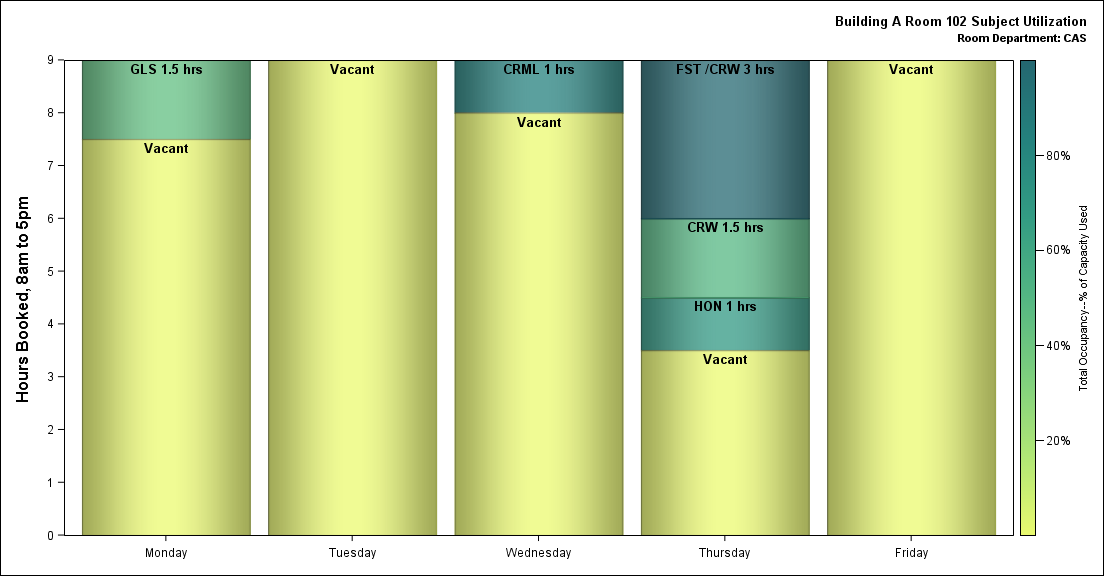 Building A Room 102 Subject Utilization
Room Department: CAS
Hours Booked, 8am to 5pm
9
8
7
6
5
4
3
2
1
0
GLS 1.5 hrs
Vacant
Vacant
CRML 1 hrs
Vacant
FST /CRW 3 hrs
CRW 1.5 hrs
HON 1 hrs
Vacant
Vacant
Monday
Tuesday
Wednesday
Thursday
Friday
80%
60%
40%
20%
Total Occupancy--% of Capacity Used